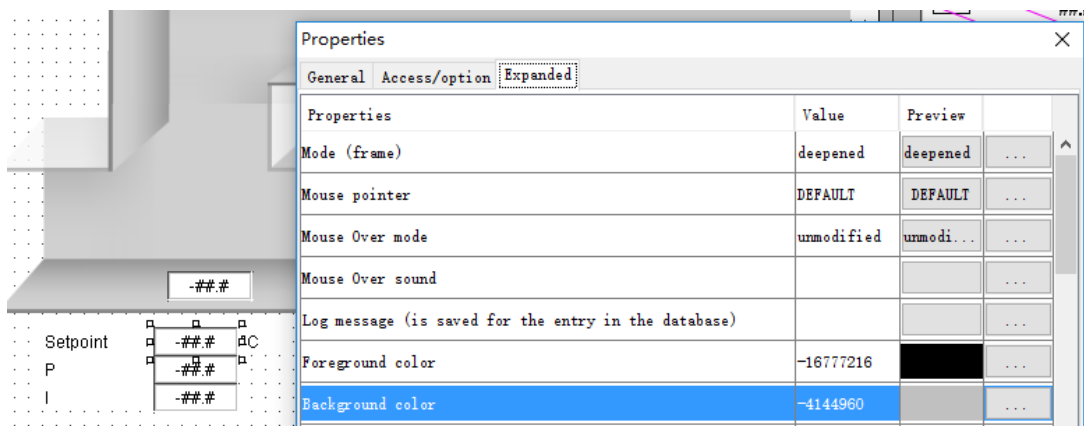 Properties
General Access/option Expanded
Properties Value Preview
Mode (frame) deepened deepened ...
Mouse pointer DEFAULT DEFAULT ...
Mouse Over mode unmodified unmodi... ...
Mouse Over sound ...
Log message (is saved for the entry in the database) ...
Foreground color -16777216 ...
Background color -4144960 ...
-##.#
Setpoint -##.# °C
P -##.#
I -##.#